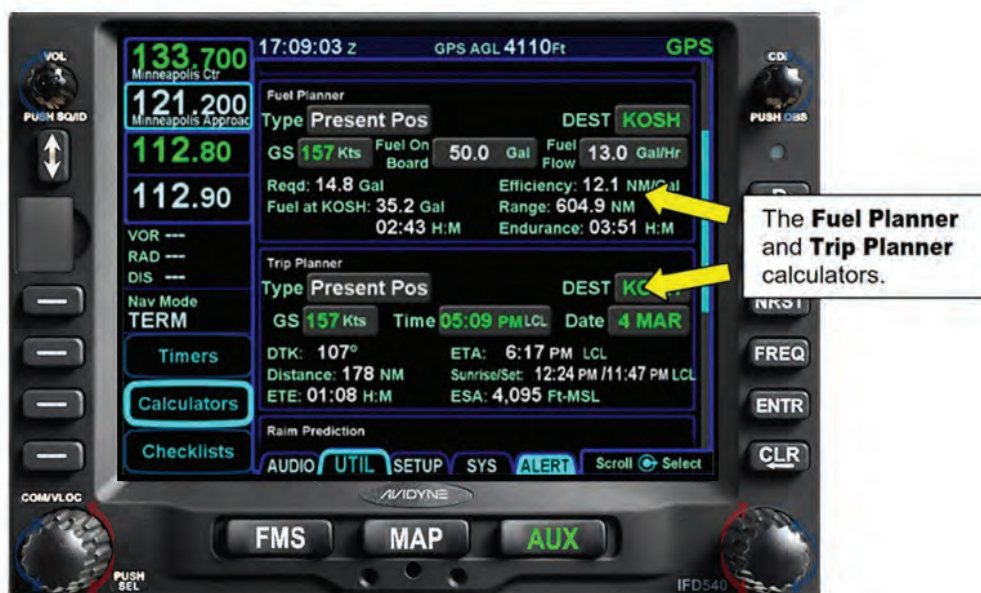 VOL
PUSH SQ/ID
133.700
Minneapolis Ctr
121.200
Minneapolis Approac
112.80
112.90
VOR ---
RAD ---
DIS ---
Nav Mode
TERM
Timers
Calculators
Checklists
COM/VLOC
PUSH SEL
17:09:03 Z GPS AGL 4110Ft GPS
Fuel Planner
Type Present Pos DEST KOSH
GS 157 Kts Fuel On Board 50.0 Gal Fuel Flow 13.0 Gal/Hr
Reqd: 14.8 Gal Efficiency: 12.1 NM/Gal
Fuel at KOSH: 35.2 Gal Range: 604.9 NM
02:43 H:M Endurance: 03:51 H:M
Trip Planner
Type Present Pos DEST
GS 157 Kts Time 05:09 PM LCL Date 4 MAR
DTK: 107° ETA: 6:17 PM LCL
Distance: 178 NM Sunrise/Set: 12:24 PM /11:47 PM LCL
ETE: 01:08 H:M ESA: 4,095 Ft-MSL
Raim Prediction
AUDIO UTIL SETUP SYS ALERT Scroll Select
AVIDYNE
FMS MAP AUX
IFD540
CDI
PUSH OBS
NRST
FREQ
ENTR
CLR
The Fuel Planner
and Trip Planner
calculators.